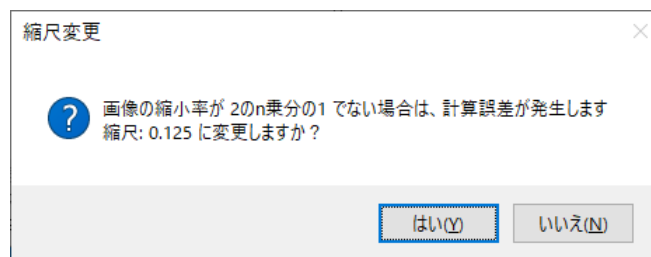 縮尺変更
画像の縮小率が 2のn乗分の1 でない場合は、計算誤差が発生します
縮尺: 0.125 に変更しますか？
はい(Y)
いいえ(N)